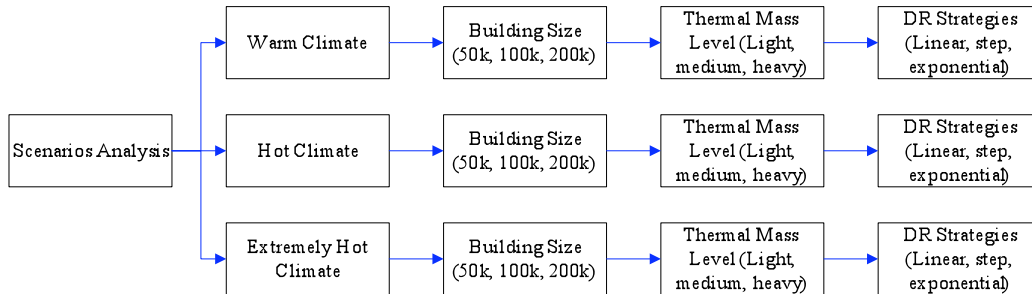 Warm Climate
Building Size
(50k, 100k, 200k)
Thermal Mass
Level (Light,
medium, heavy)
DR Strategies
(Linear, step,
exponential)
Scenarios Analysis
Hot Climate
Building Size
(50k, 100k, 200k)
Thermal Mass
Level (Light,
medium, heavy)
DR Strategies
(Linear, step,
exponential)
Extremely Hot
Climate
Building Size
(50k, 100k, 200k)
Thermal Mass
Level (Light,
medium, heavy)
DR Strategies
(Linear, step,
exponential)